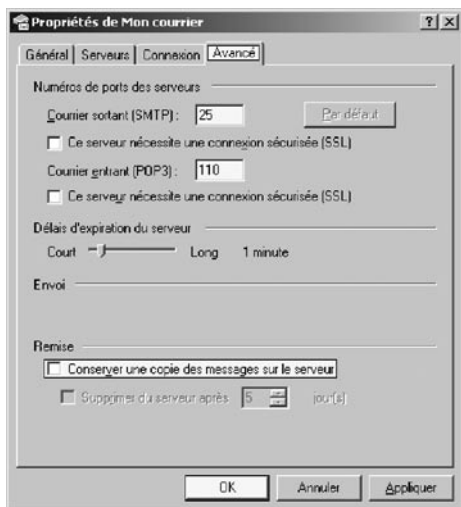 Propriétés de Mon courrier
Général Serveurs Connexion Avancé
Numéros de ports des serveurs
Courrier sortant (SMTP) : 25 Par défaut
Ce serveur nécessite une connexion sécurisée (SSL)
Courrier entrant (POP3) : 110
Ce serveur nécessite une connexion sécurisée (SSL)
Délais d'expiration du serveur
Court Long 1 minute
Envoi
Remise
Conserver une copie des messages sur le serveur
Supprimer du serveur après 5 jour(s)
OK Annuler Appliquer